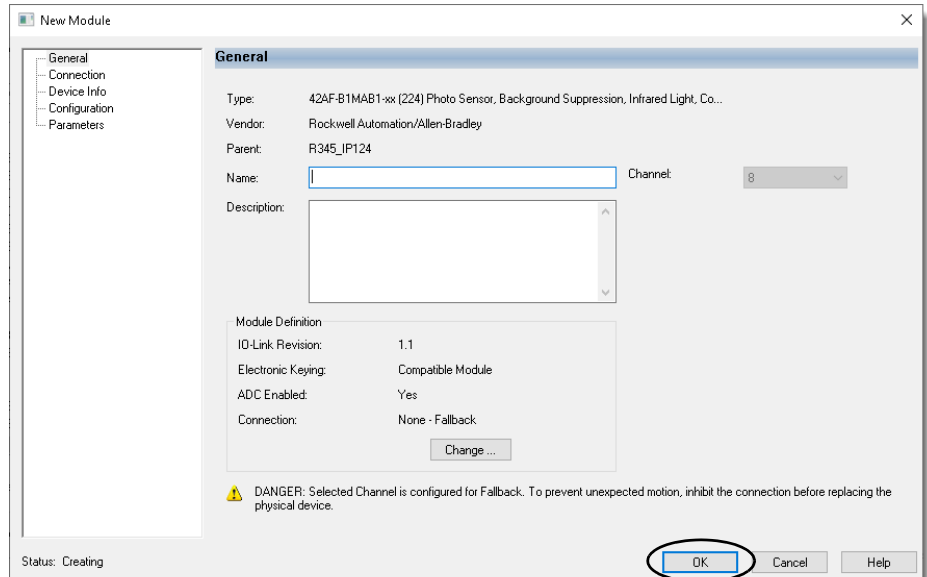 New Module
General
Connection
Device Info
Configuration
Parameters
General
Type: 42AF-B1MAB1-xx (224) Photo Sensor, Background Suppression, Infrared Light, Co...
Vendor: Rockwell Automation/Allen-Bradley
Parent: R345_IP124
Name: Channel: 8
Description:
Module Definition
IO-Link Revision: 1.1
Electronic Keying: Compatible Module
ADC Enabled: Yes
Connection: None - Fallback
Change ...
DANGER: Selected Channel is configured for Fallback. To prevent unexpected motion, inhibit the connection before replacing the
physical device.
Status: Creating OK Cancel Help